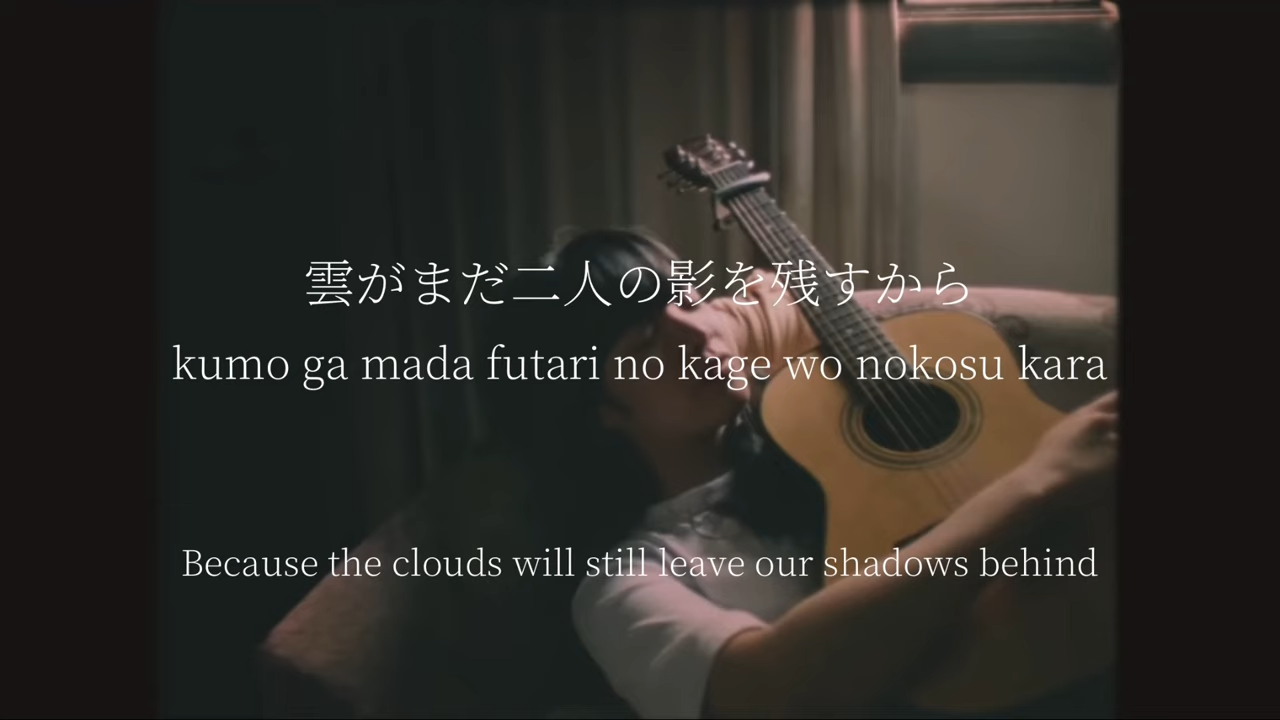 雲がまだ二人の影を残すから
kumo ga mada futari no kage wo nokosu kara
Because the clouds will still leave our shadows behind